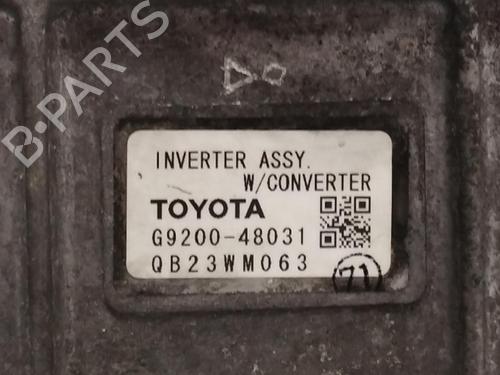 B-PARTS
INVERTER ASSY.
W/CONVERTER
TOYOTA
G9200-48031
QB23WM063
71